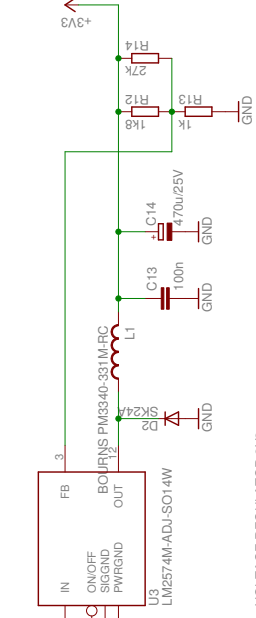 +3V3
R14
27k
R12
1k8
R13
1k
GND
C14
470u/25V
GND
C13
100n
GND
L1
BOURNS PM3340-331M-RC
D2
SK24A
GND
3
12
FB
OUT
IN
ON/OFF
SIGGND
PWRGND
U3
LM2574M-ADJ-SO14W